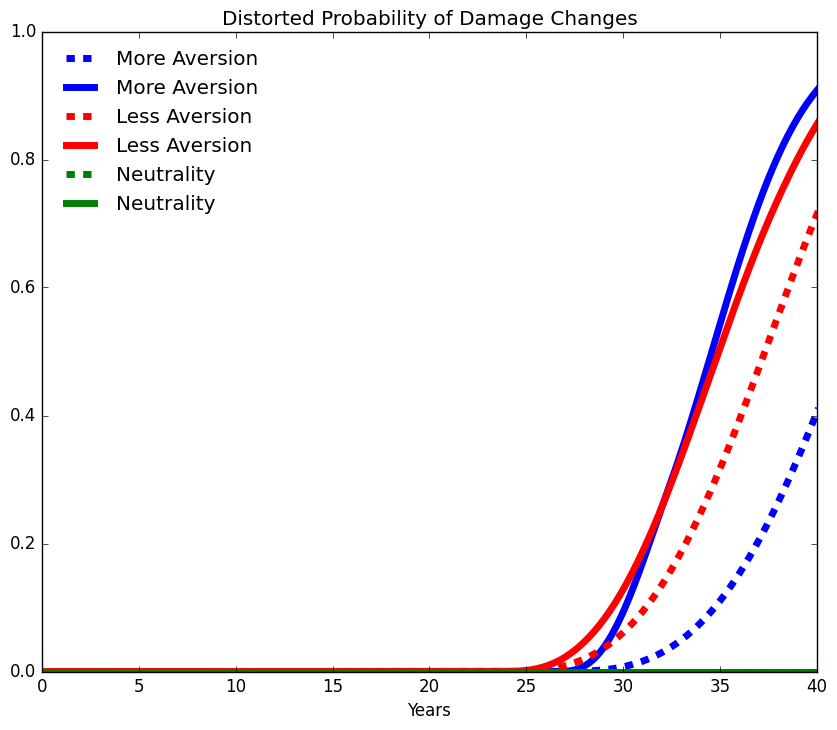 Distorted Probability of Damage Changes
1.0
More Aversion
More Aversion
Less Aversion
Less Aversion
Neutrality
Neutrality
0.8
0.6
0.4
0.2
0.0
0 5 10 15 20 25 30 35 40
Years